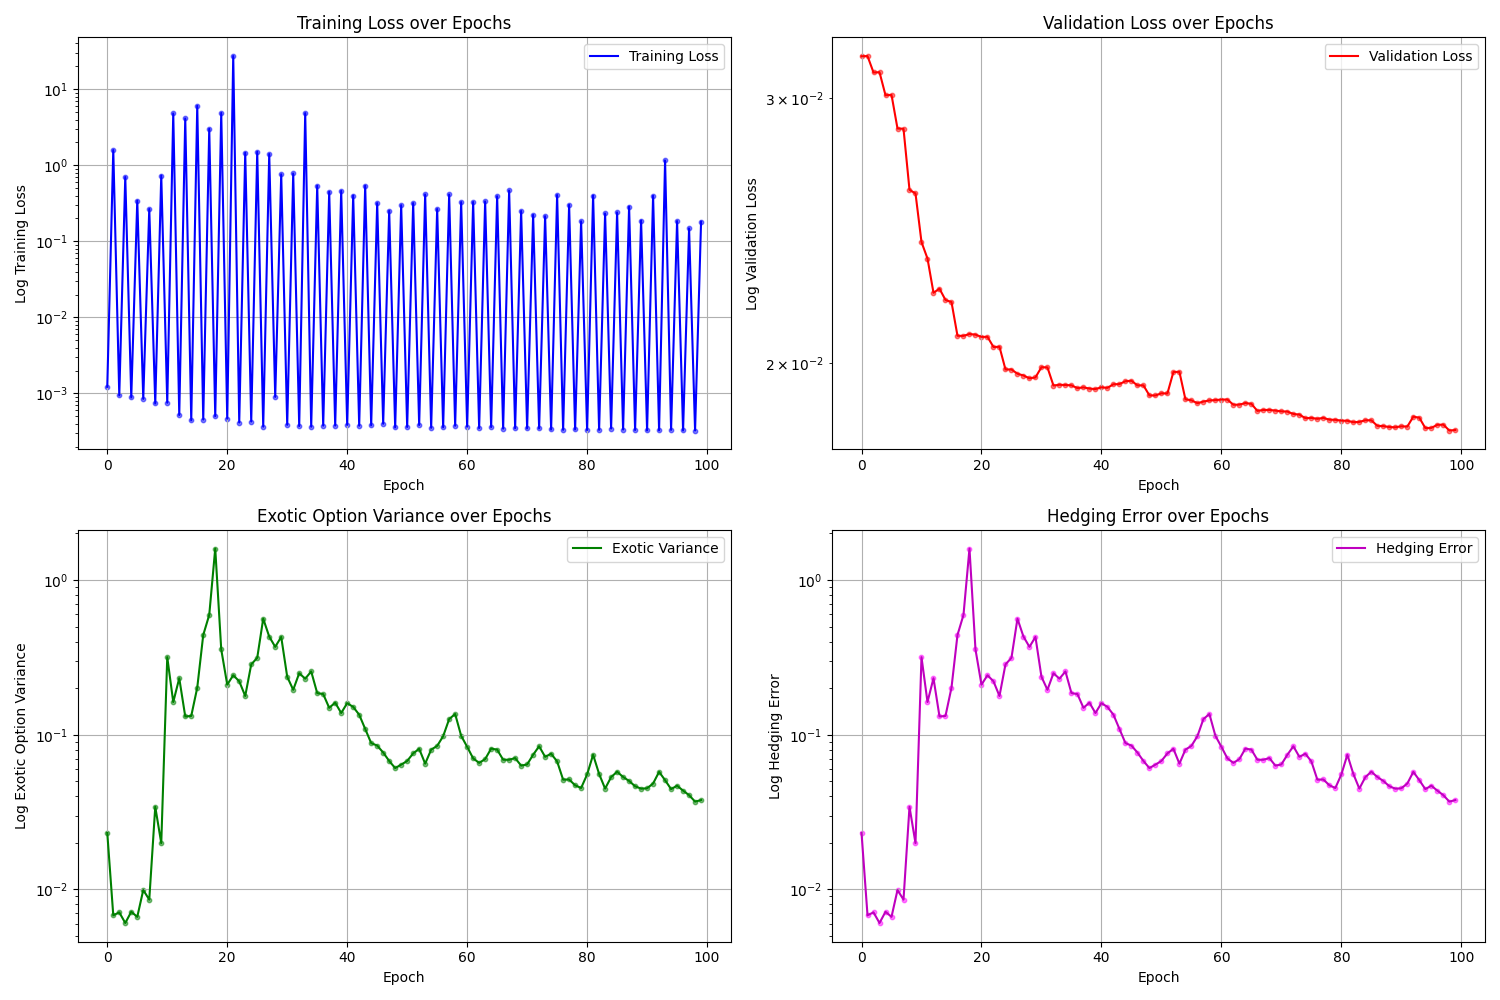 Training Loss over Epochs
Training Loss
10¹
10⁰
10⁻¹
10⁻²
10⁻³
Log Training Loss
0 20 40 60 80 100
Epoch
Validation Loss over Epochs
Validation Loss
3 × 10⁻²
2 × 10⁻²
Log Validation Loss
0 20 40 60 80 100
Epoch
Exotic Option Variance over Epochs
Exotic Variance
10⁰
10⁻¹
10⁻²
Log Exotic Option Variance
0 20 40 60 80 100
Epoch
Hedging Error over Epochs
Hedging Error
10⁰
10⁻¹
10⁻²
Log Hedging Error
0 20 40 60 80 100
Epoch